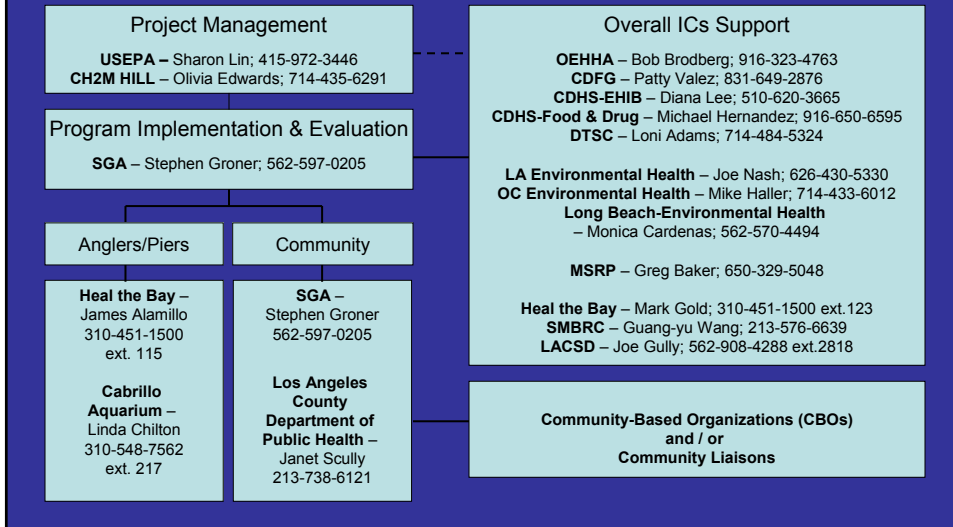 Project Management
USEPA – Sharon Lin; 415-972-3446
CH2M HILL – Olivia Edwards; 714-435-6291
Program Implementation & Evaluation
SGA – Stephen Groner; 562-597-0205
Anglers/Piers
Heal the Bay –
James Alamillo
310-451-1500
ext. 115
Cabrillo
Aquarium –
Linda Chilton
310-548-7562
ext. 217
Community
SGA –
Stephen Groner
562-597-0205
Los Angeles
County
Department of
Public Health –
Janet Scully
213-738-6121
Overall ICs Support
OEHHA – Bob Brodberg; 916-323-4763
CDFG – Patty Valez; 831-649-2876
CDHS-EHIB – Diana Lee; 510-620-3665
CDHS-Food & Drug – Michael Hernandez; 916-650-6595
DTSC – Loni Adams; 714-484-5324
LA Environmental Health – Joe Nash; 626-430-5330
OC Environmental Health – Mike Haller; 714-433-6012
Long Beach-Environmental Health
– Monica Cardenas; 562-570-4494
MSRP – Greg Baker; 650-329-5048
Heal the Bay – Mark Gold; 310-451-1500 ext.123
SMBRC – Guang-yu Wang; 213-576-6639
LACSD – Joe Gully; 562-908-4288 ext.2818
Community-Based Organizations (CBOs)
and / or
Community Liaisons